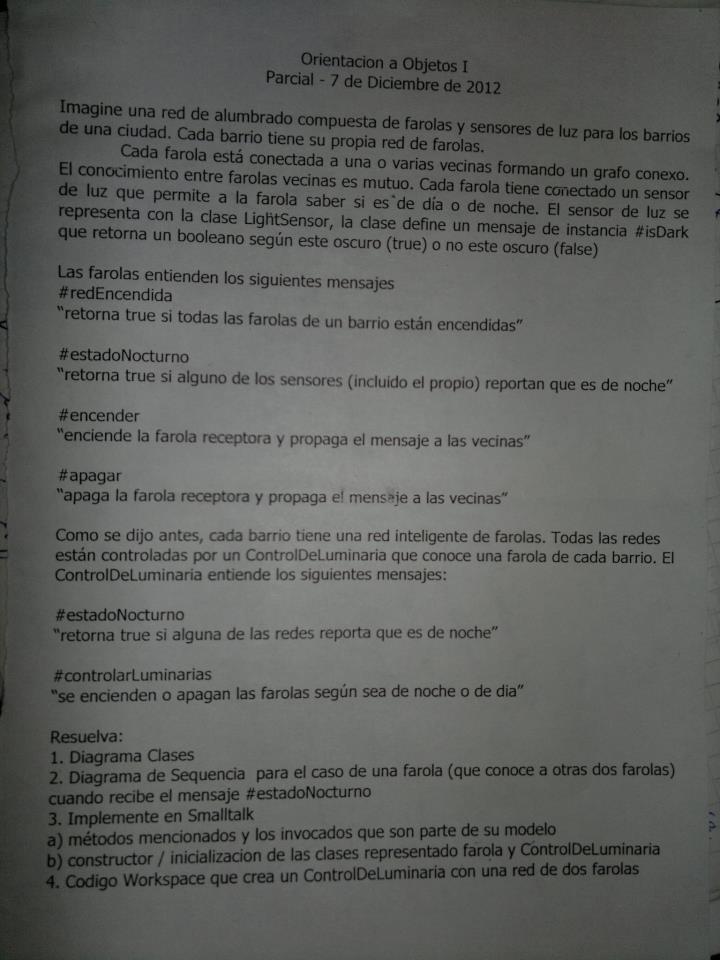 Orientacion a Objetos I
Parcial - 7 de Diciembre de 2012
Imagine una red de alumbrado compuesta de farolas y sensores de luz para los barrios
de una ciudad. Cada barrio tiene su propia red de farolas.
Cada farola está conectada a una o varias vecinas formando un grafo conexo.
El conocimiento entre farolas vecinas es mutuo. Cada farola tiene conectado un sensor
de luz que permite a la farola saber si es de día o de noche. El sensor de luz se
representa con la clase LightSensor, la clase define un mensaje de instancia #isDark
que retorna un booleano según este oscuro (true) o no este oscuro (false)
Las farolas entienden los siguientes mensajes
#redEncendida
"retorna true si todas las farolas de un barrio están encendidas"
#estadoNocturno
"retorna true si alguno de los sensores (incluido el propio) reportan que es de noche"
#encender
"enciende la farola receptora y propaga el mensaje a las vecinas"
#apagar
"apaga la farola receptora y propaga el mensaje a las vecinas"
Como se dijo antes, cada barrio tiene una red inteligente de farolas. Todas las redes
están controladas por un ControlDeLuminaria que conoce una farola de cada barrio. El
ControlDeLuminaria entiende los siguientes mensajes:
#estadoNocturno
"retorna true si alguna de las redes reporta que es de noche"
#controlarLuminarias
"se encienden o apagan las farolas según sea de noche o de dia"
Resuelva:
1. Diagrama Clases
2. Diagrama de Sequencia para el caso de una farola (que conoce a otras dos farolas)
cuando recibe el mensaje #estadoNocturno
3. Implemente en Smalltalk
a) métodos mencionados y los invocados que son parte de su modelo
b) constructor / inicializacion de las clases representado farola y ControlDeLuminaria
4. Codigo Workspace que crea un ControlDeLuminaria con una red de dos farolas